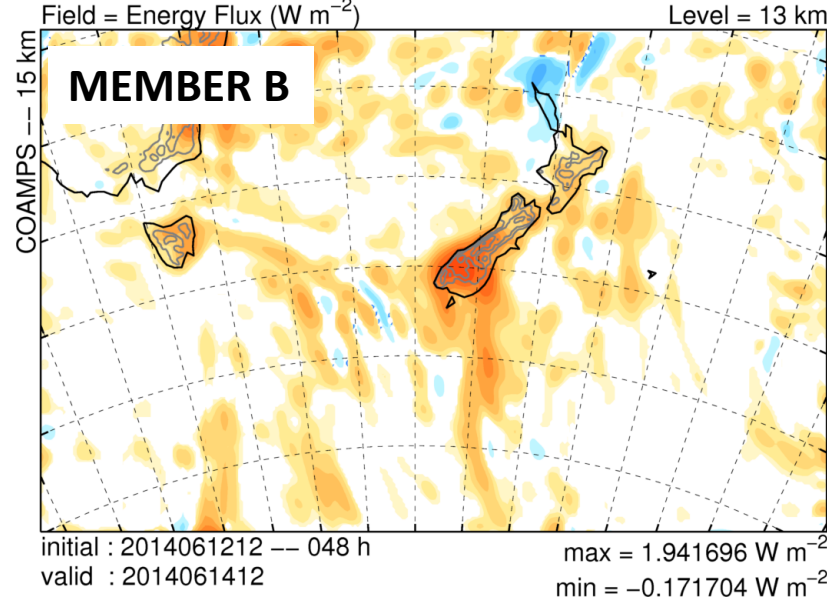 Field = Energy Flux (W m⁻²)
Level = 13 km
MEMBER B
COAMPS –– 15 km
initial : 2014061212 –– 048 h
valid : 2014061412
max = 1.941696 W m⁻²
min = −0.171704 W m⁻²